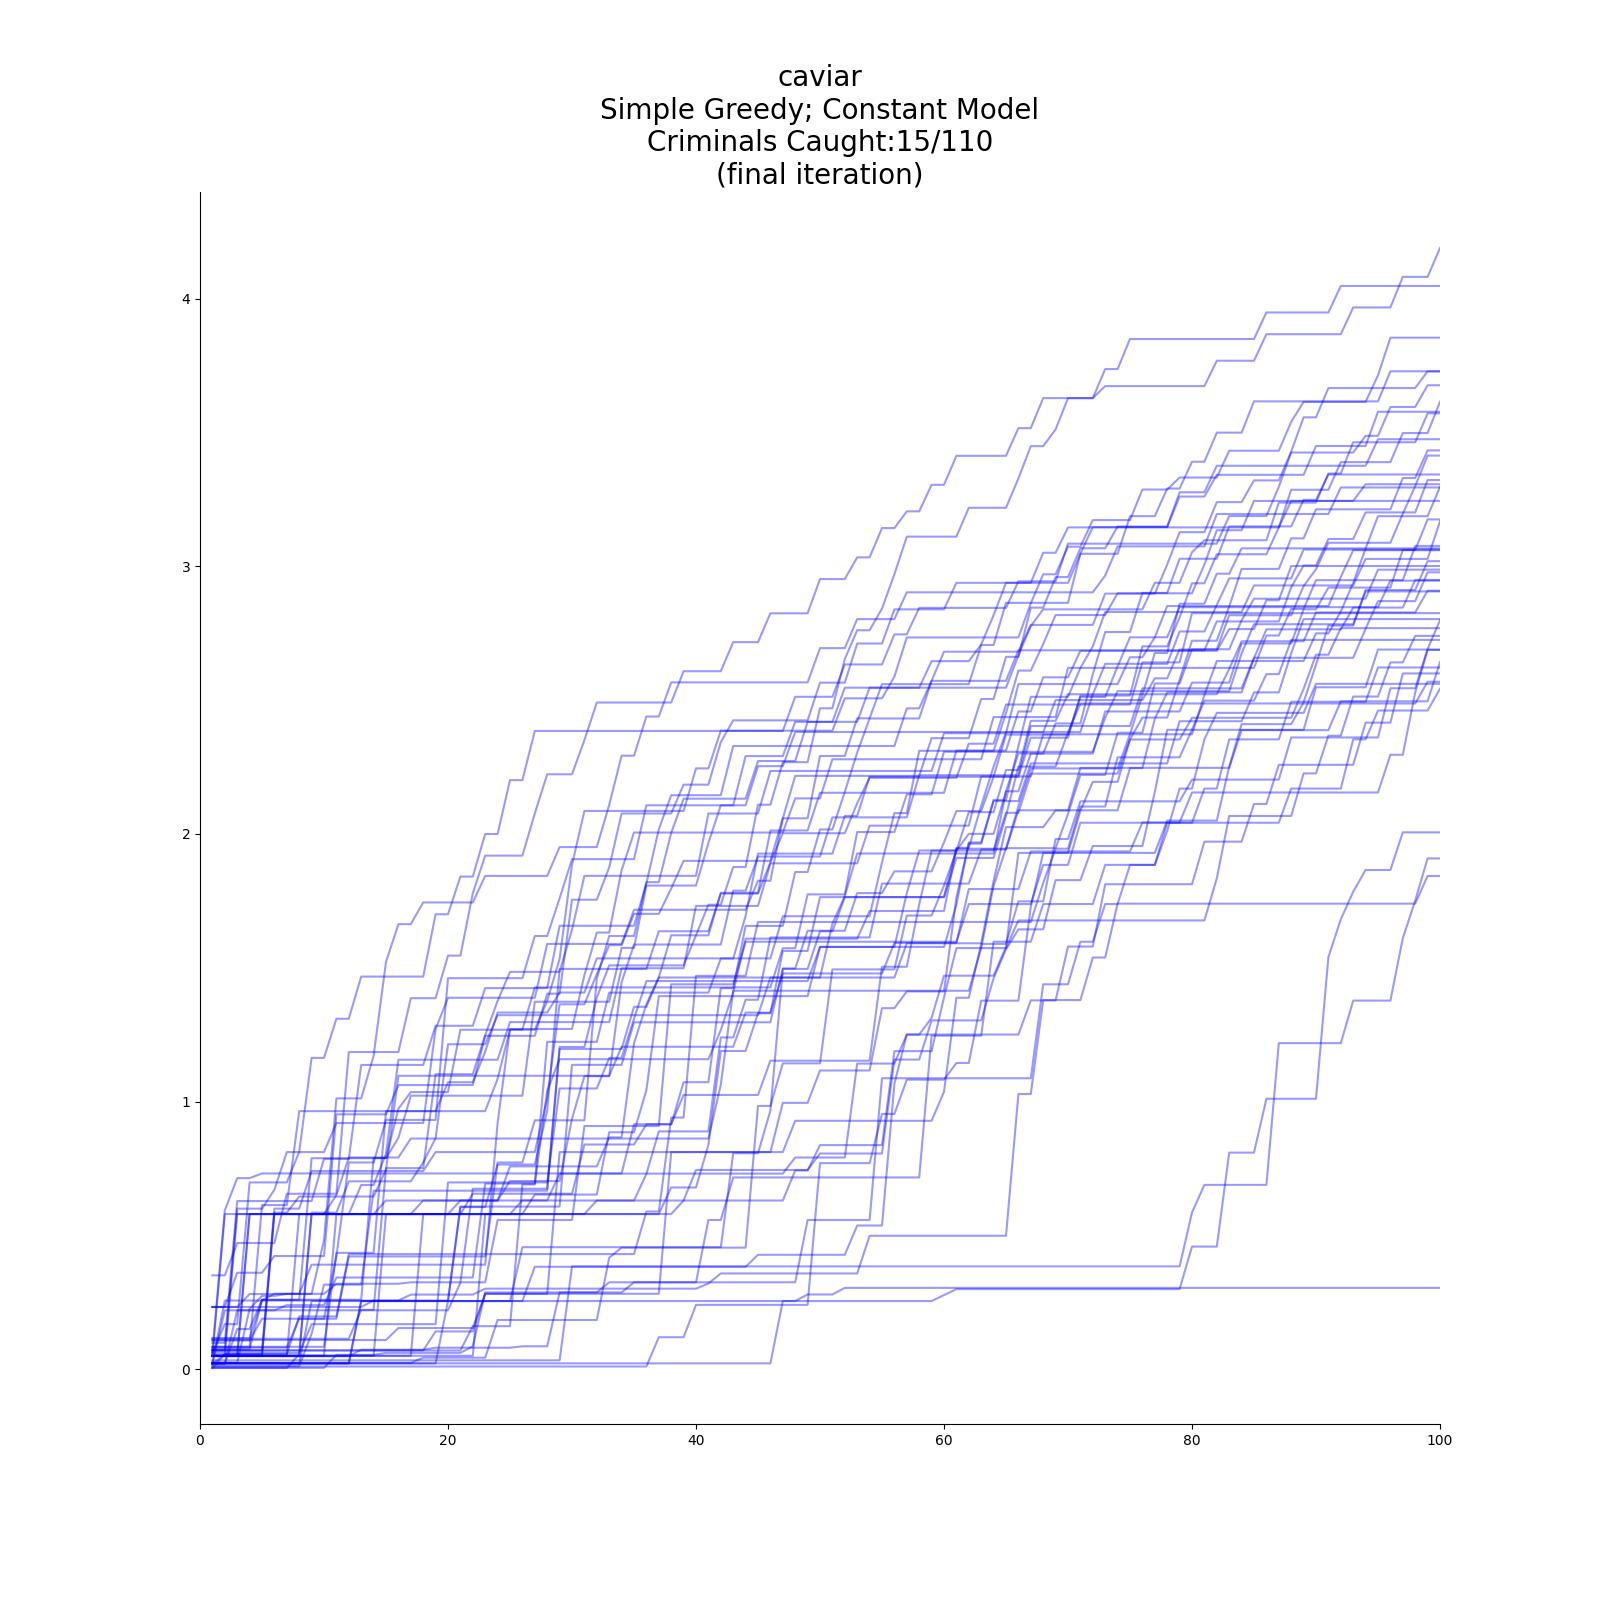 caviar
Simple Greedy; Constant Model
Criminals Caught:15/110
(final iteration)
4
3
2
1
0
0 20 40 60 80 100